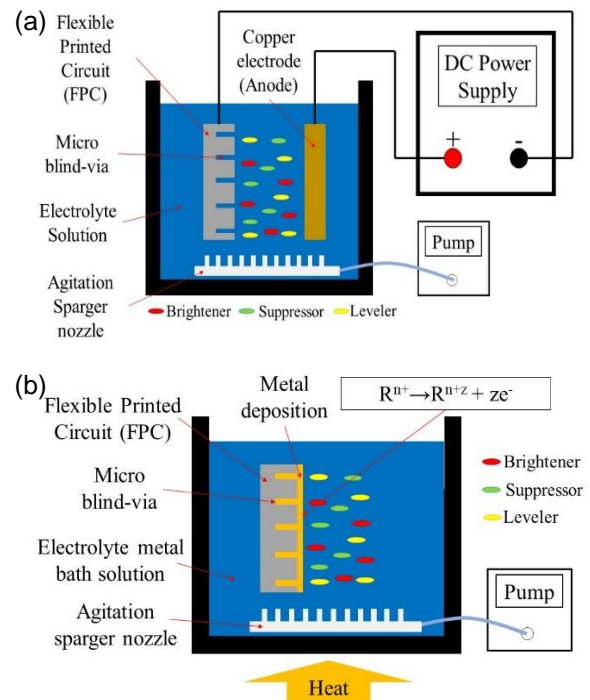 (a)
Flexible
Printed
Circuit
(FPC)
Copper
electrode
(Anode)
DC Power
Supply
+
-
Micro
blind-via
Electrolyte
Solution
Pump
Agitation
Sparger
nozzle
Brightener
Suppressor
Leveler
(b)
Metal
deposition
Rⁿ⁺→Rⁿ⁺ᶻ + ze⁻
Flexible Printed
Circuit (FPC)
Micro
blind-via
Brightener
Suppressor
Leveler
Electrolyte metal
bath solution
Agitation
sparger nozzle
Pump
Heat